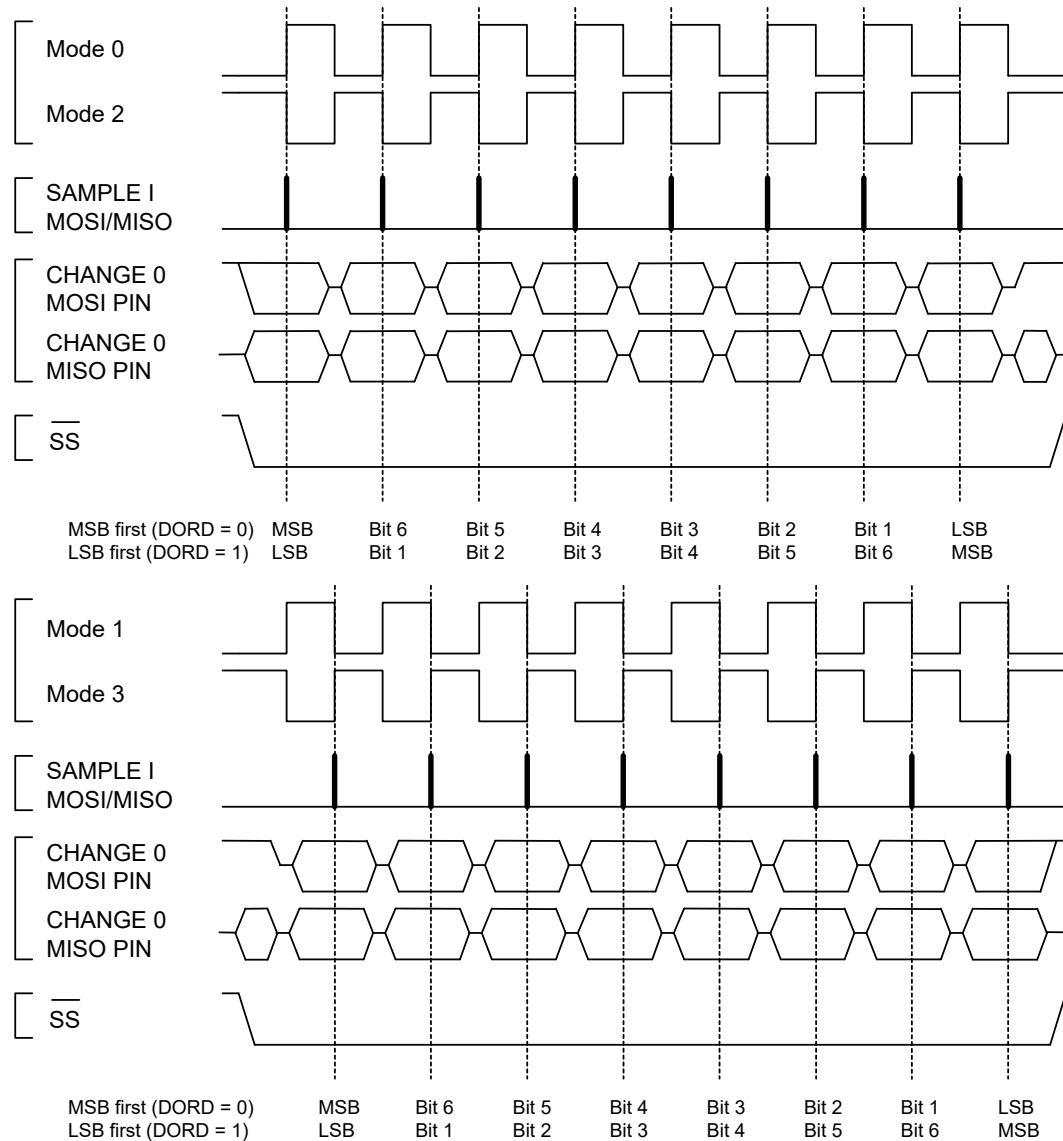 Mode 0
Mode 2
SAMPLE I
MOSI/MISO
CHANGE 0
MOSI PIN
CHANGE 0
MISO PIN
SS
MSB first (DORD = 0) MSB Bit 6 Bit 5 Bit 4 Bit 3 Bit 2 Bit 1 LSB
LSB first (DORD = 1) LSB Bit 1 Bit 2 Bit 3 Bit 4 Bit 5 Bit 6 MSB
Mode 1
Mode 3
SAMPLE I
MOSI/MISO
CHANGE 0
MOSI PIN
CHANGE 0
MISO PIN
SS
MSB first (DORD = 0) MSB Bit 6 Bit 5 Bit 4 Bit 3 Bit 2 Bit 1 LSB
LSB first (DORD = 1) LSB Bit 1 Bit 2 Bit 3 Bit 4 Bit 5 Bit 6 MSB